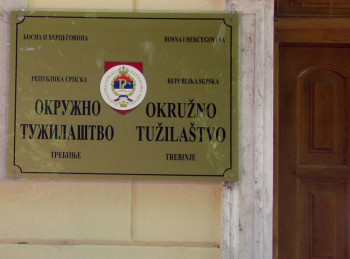 БОСНА И ХЕРЦЕГОВИНА
РЕПУБЛИКА СРПСКА
ОКРУЖНО
ТУЖИЛАШТВО
ТРЕБИЊЕ
BOSNA I HERCEGOVINA
REPUBLIKA SRPSKA
OKRUŽNO
TUŽILAŠTVO
TREBINJE